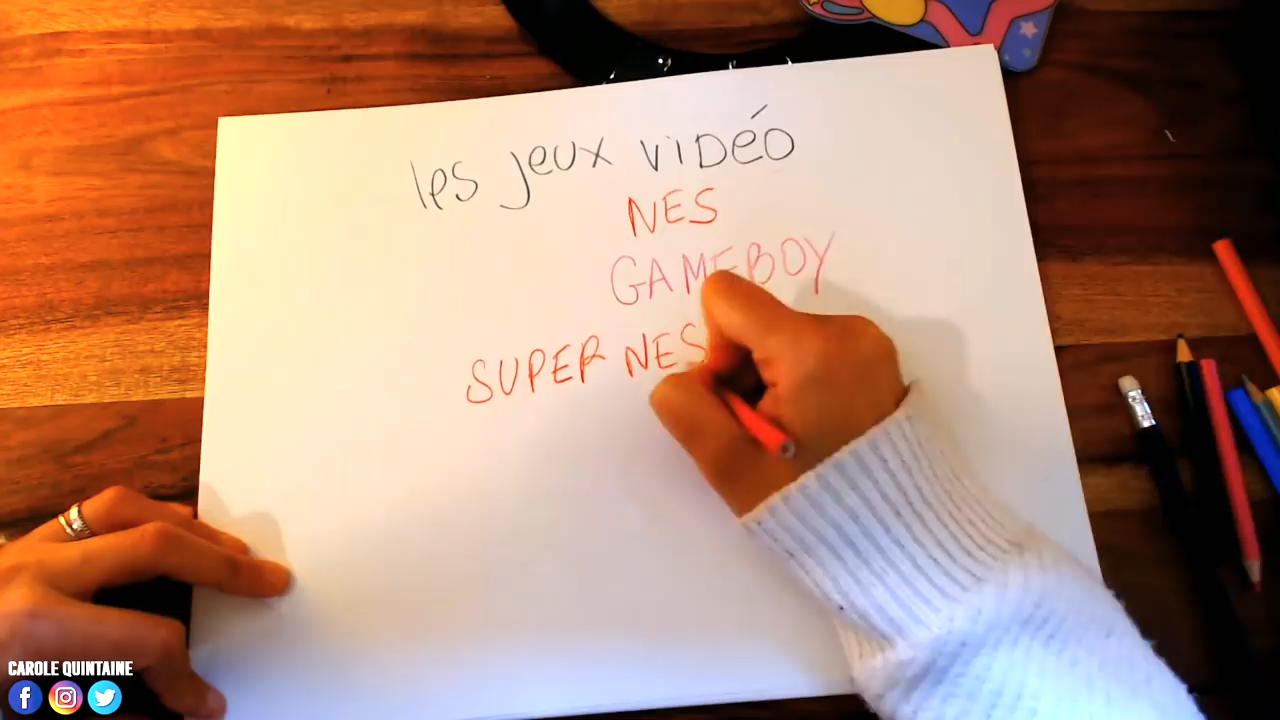 les jeux vidéo
NES
GAMEBOY
SUPER NES
CAROLE QUINTAINE